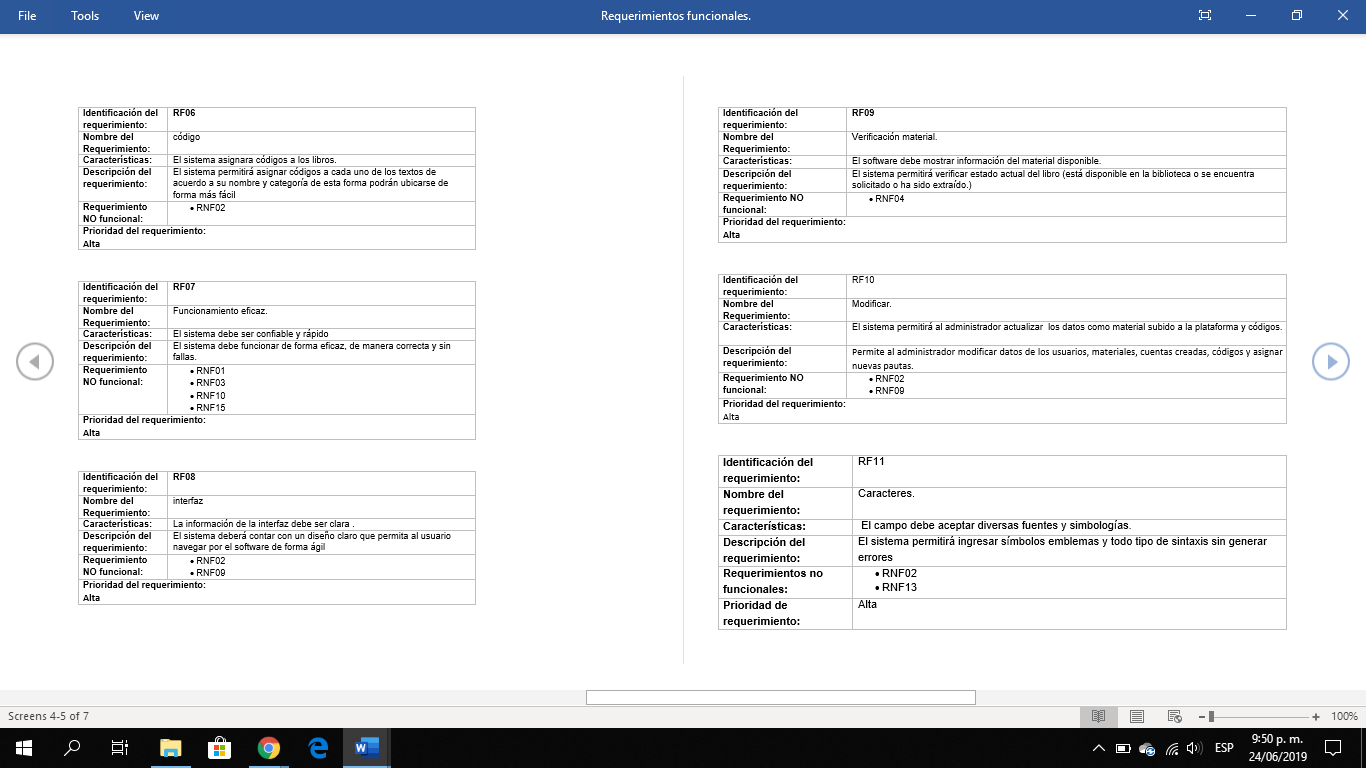 File Tools View Requerimientos funcionales.
Identificación del requerimiento: RF06
Nombre del Requerimiento: código
Características: El sistema asignara códigos a los libros.
Descripción del requerimiento: El sistema permitirá asignar códigos a cada uno de los textos de
acuerdo a su nombre y categoría de esta forma podrán ubicarse de
forma más fácil
Requerimiento NO funcional: • RNF02
Prioridad del requerimiento:
Alta
Identificación del requerimiento: RF07
Nombre del Requerimiento: Funcionamiento eficaz.
Características: El sistema debe ser confiable y rápido
Descripción del requerimiento: El sistema debe funcionar de forma eficaz, de manera correcta y sin
fallas.
Requerimiento NO funcional: • RNF01
• RNF03
• RNF10
• RNF15
Prioridad del requerimiento:
Alta
Identificación del requerimiento: RF08
Nombre del Requerimiento: interfaz
Características: La información de la interfaz debe ser clara .
Descripción del requerimiento: El sistema deberá contar con un diseño claro que permita al usuario
navegar por el software de forma ágil
Requerimiento NO funcional: • RNF02
• RNF09
Prioridad del requerimiento:
Alta
Identificación del requerimiento: RF09
Nombre del Requerimiento: Verificación material.
Características: El software debe mostrar información del material disponible.
Descripción del requerimiento: El sistema permitirá verificar estado actual del libro (está disponible en la biblioteca o se encuentra
solicitado o ha sido extraído.)
Requerimiento NO funcional: • RNF04
Prioridad del requerimiento:
Alta
Identificación del requerimiento: RF10
Nombre del Requerimiento: Modificar.
Características: El sistema permitirá al administrador actualizar los datos como material subido a la plataforma y códigos.
Descripción del requerimiento: Permite al administrador modificar datos de los usuarios, materiales, cuentas creadas, códigos y asignar
nuevas pautas.
Requerimiento NO funcional: • RNF02
• RNF09
Prioridad del requerimiento:
Alta
Identificación del requerimiento: RF11
Nombre del requerimiento: Caracteres.
Características: El campo debe aceptar diversas fuentes y simbologías.
Descripción del requerimiento: El sistema permitirá ingresar símbolos emblemas y todo tipo de sintaxis sin generar
errores
Requerimientos no funcionales: • RNF02
• RNF13
Prioridad de requerimiento: Alta
Screens 4-5 of 7
100%
ESP
9:50 p. m.
24/06/2019